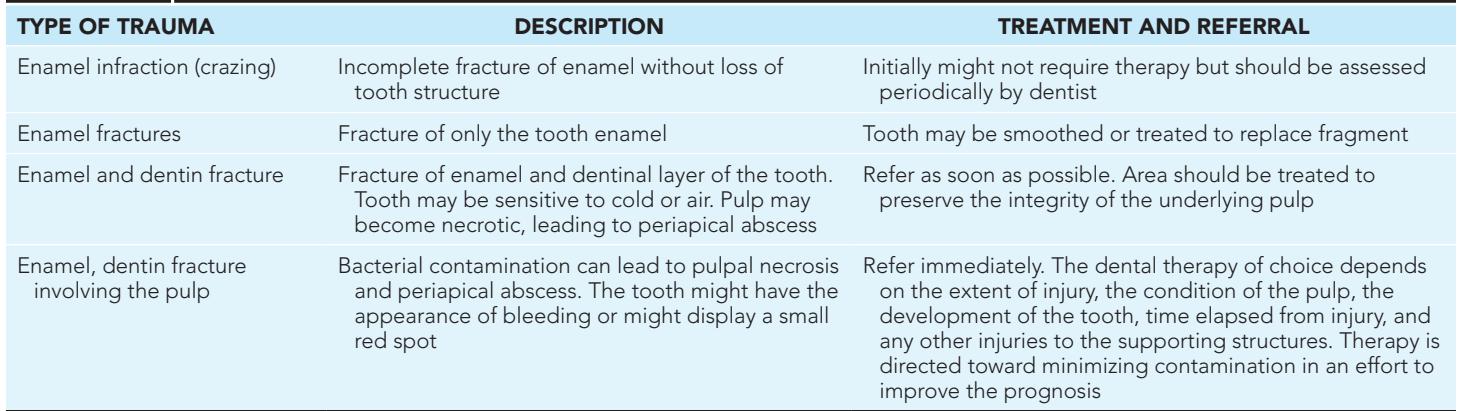 TYPE OF TRAUMA DESCRIPTION TREATMENT AND REFERRAL
Enamel infraction (crazing)
Incomplete fracture of enamel without loss of
tooth structure
Initially might not require therapy but should be assessed
periodically by dentist
Enamel fractures
Fracture of only the tooth enamel
Tooth may be smoothed or treated to replace fragment
Enamel and dentin fracture
Fracture of enamel and dentinal layer of the tooth.
Tooth may be sensitive to cold or air. Pulp may
become necrotic, leading to periapical abscess
Refer as soon as possible. Area should be treated to
preserve the integrity of the underlying pulp
Enamel, dentin fracture
involving the pulp
Bacterial contamination can lead to pulpal necrosis
and periapical abscess. The tooth might have the
appearance of bleeding or might display a small
red spot
Refer immediately. The dental therapy of choice depends
on the extent of injury, the condition of the pulp, the
development of the tooth, time elapsed from injury, and
any other injuries to the supporting structures. Therapy is
directed toward minimizing contamination in an effort to
improve the prognosis